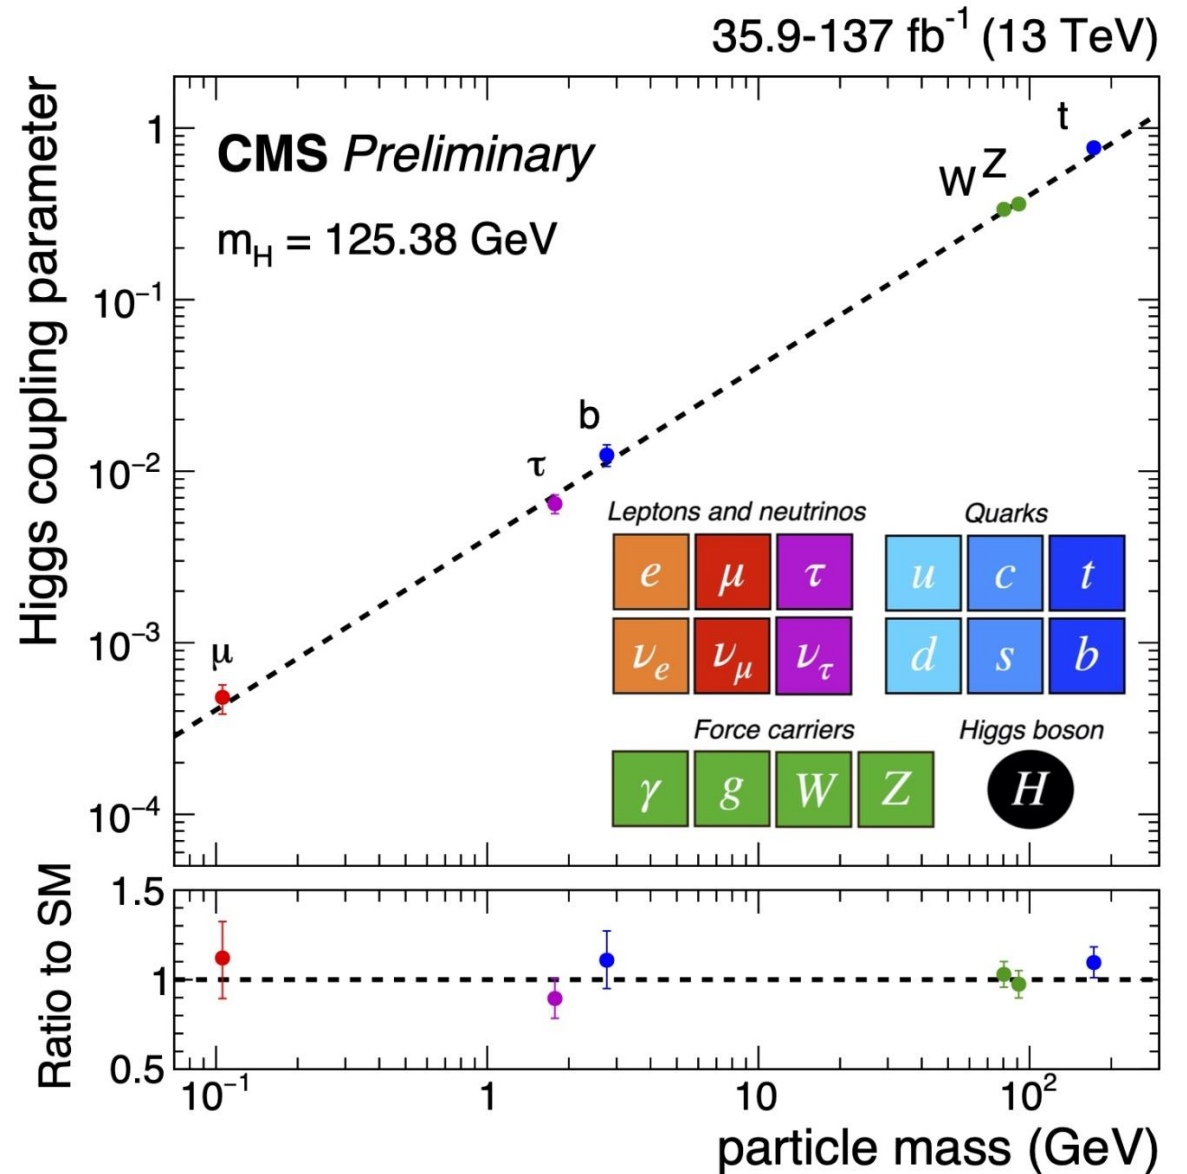 35.9-137 fb⁻¹ (13 TeV)
CMS Preliminary
m_H = 125.38 GeV
Higgs coupling parameter
1
10⁻¹
10⁻²
10⁻³
10⁻⁴
t
W Z
b
τ
μ
Leptons and neutrinos
Quarks
e μ τ
u c t
ν_e ν_μ ν_τ
d s b
Force carriers
Higgs boson
γ g W Z
H
Ratio to SM
1.5
1
0.5
10⁻¹ 1 10 10²
particle mass (GeV)